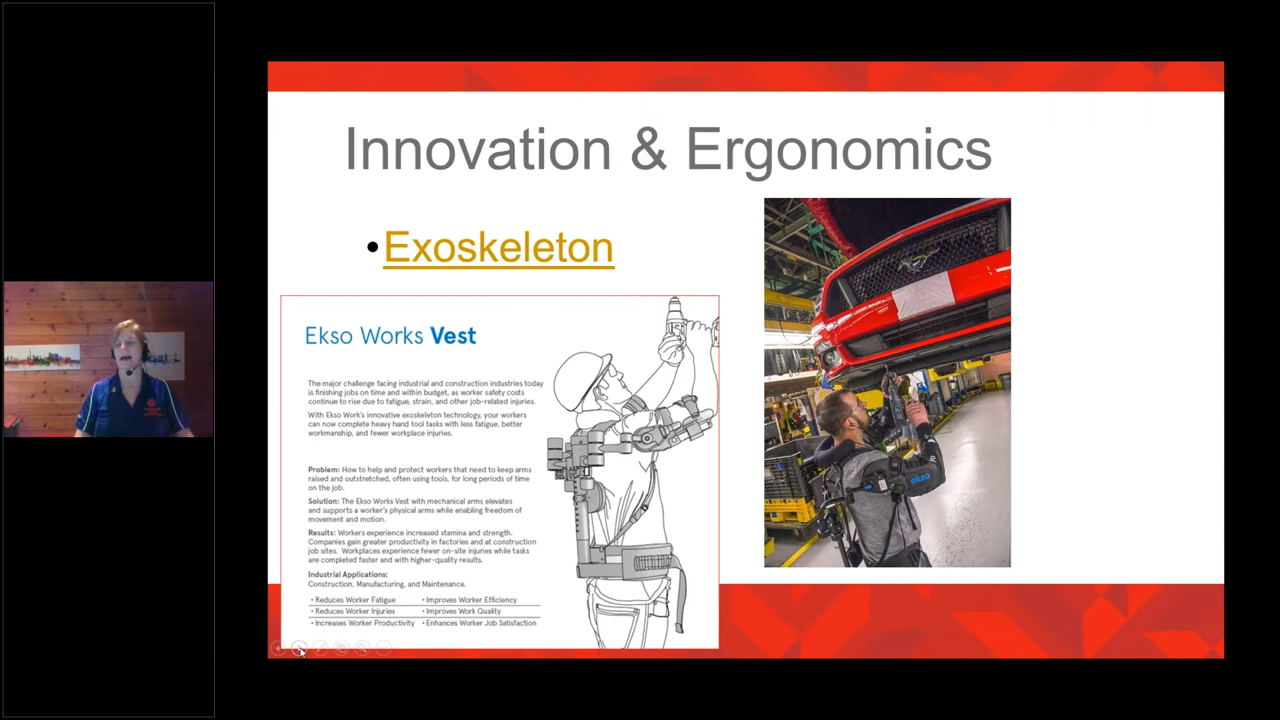 Innovation & Ergonomics
•Exoskeleton
Ekso Works Vest
The major challenge facing industrial and construction industries today
is finishing jobs on time and within budget, as worker safety costs
continue to rise due to fatigue, strain, and other job-related injuries.
With Ekso Work's innovative exoskeleton technology, your workers
can now complete heavy hand tool tasks with less fatigue, better
workmanship, and fewer workplace injuries.
Problem: How to help and protect workers that need to keep arms
raised and outstretched, often using tools, for long periods of time
on the job.
Solution: The Ekso Works Vest with mechanical arms elevates
and supports a worker's physical arms while enabling freedom of
movement and motion.
Results: Workers experience increased stamina and strength.
Companies gain greater productivity in factories and at construction
job sites. Workplaces experience fewer on-site injuries while tasks
are completed faster and with higher-quality results.
Industrial Applications:
Construction, Manufacturing, and Maintenance.
• Reduces Worker Fatigue • Improves Worker Efficiency
• Reduces Worker Injuries • Improves Work Quality
• Increases Worker Productivity • Enhances Worker Job Satisfaction
ekso